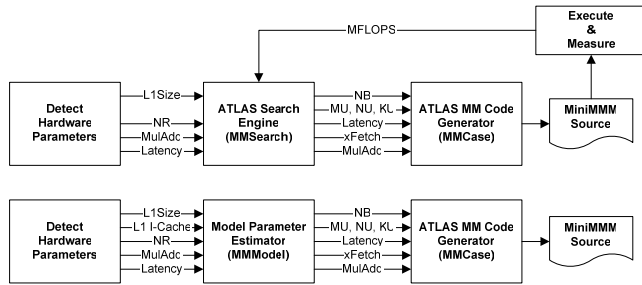 Execute
&
Measure
MFLOPS
Detect
Hardware
Parameters
L1Size
NR
MulAdd
Latency
ATLAS Search
Engine
(MMSearch)
NB
MU, NU, KU
Latency
xFetch
MulAdd
ATLAS MM Code
Generator
(MMCase)
MiniMMM
Source
Detect
Hardware
Parameters
L1Size
L1 I-Cache
NR
MulAdd
Latency
Model Parameter
Estimator
(MMModel)
NB
MU, NU, KU
Latency
xFetch
MulAdd
ATLAS MM Code
Generator
(MMCase)
MiniMMM
Source